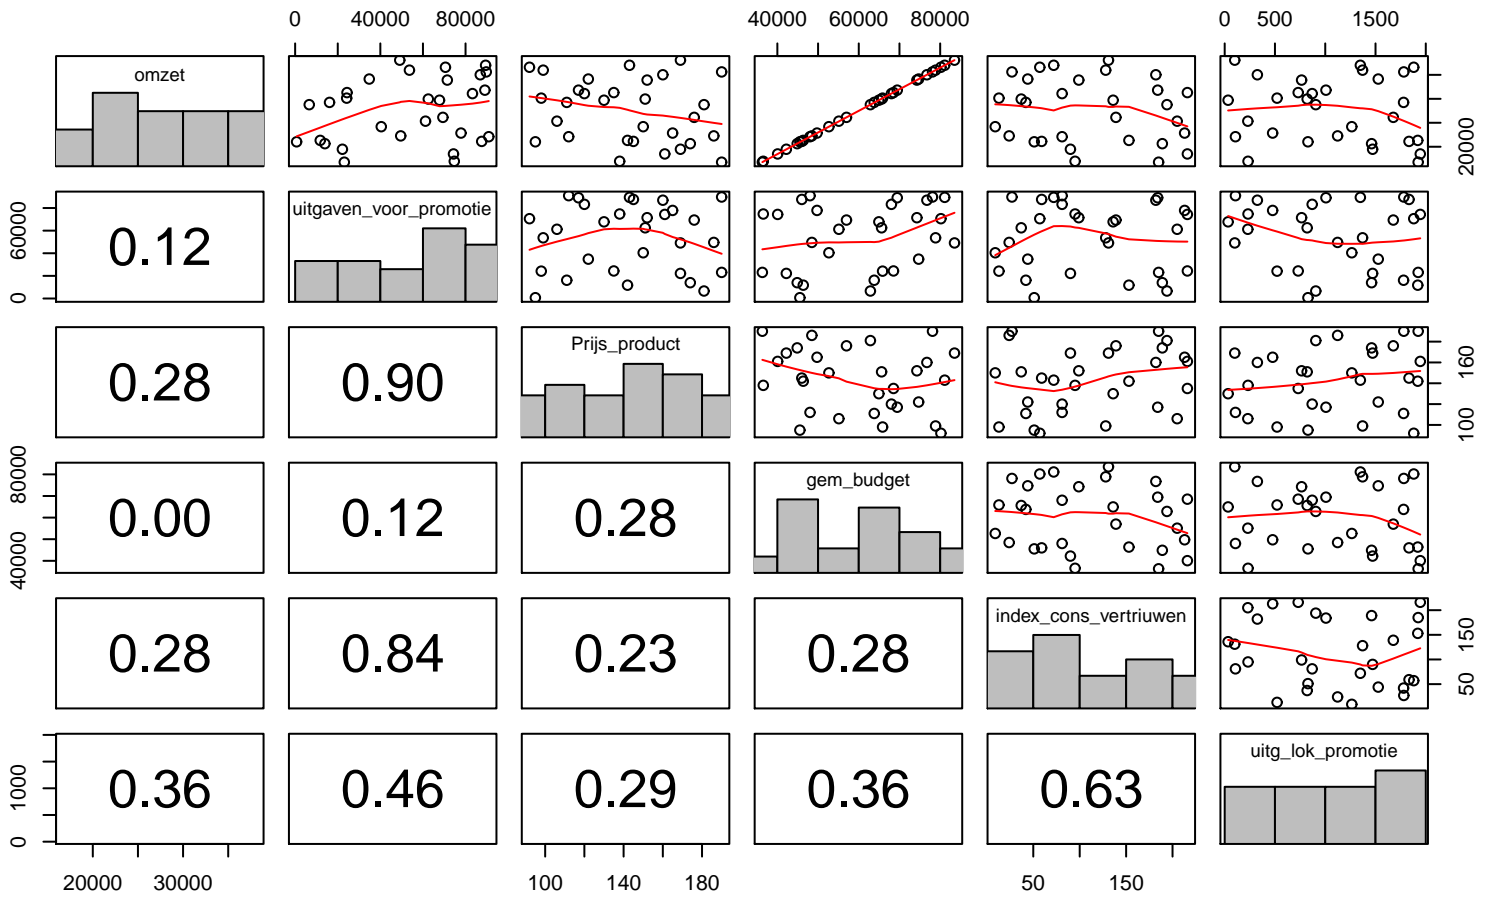 0 40000 80000
40000 60000 80000
0 500 1500
omzet
20000
0.12
uitgaven_voor_promotie
0 60000
0.28
0.90
Prijs_product
100 160
0.00
0.12
0.28
gem_budget
40000 80000
0.28
0.84
0.23
0.28
index_cons_vertriuwen
50 150
0.36
0.46
0.29
0.36
0.63
uitg_lok_promotie
0 1000
20000 30000
100 140 180
50 150